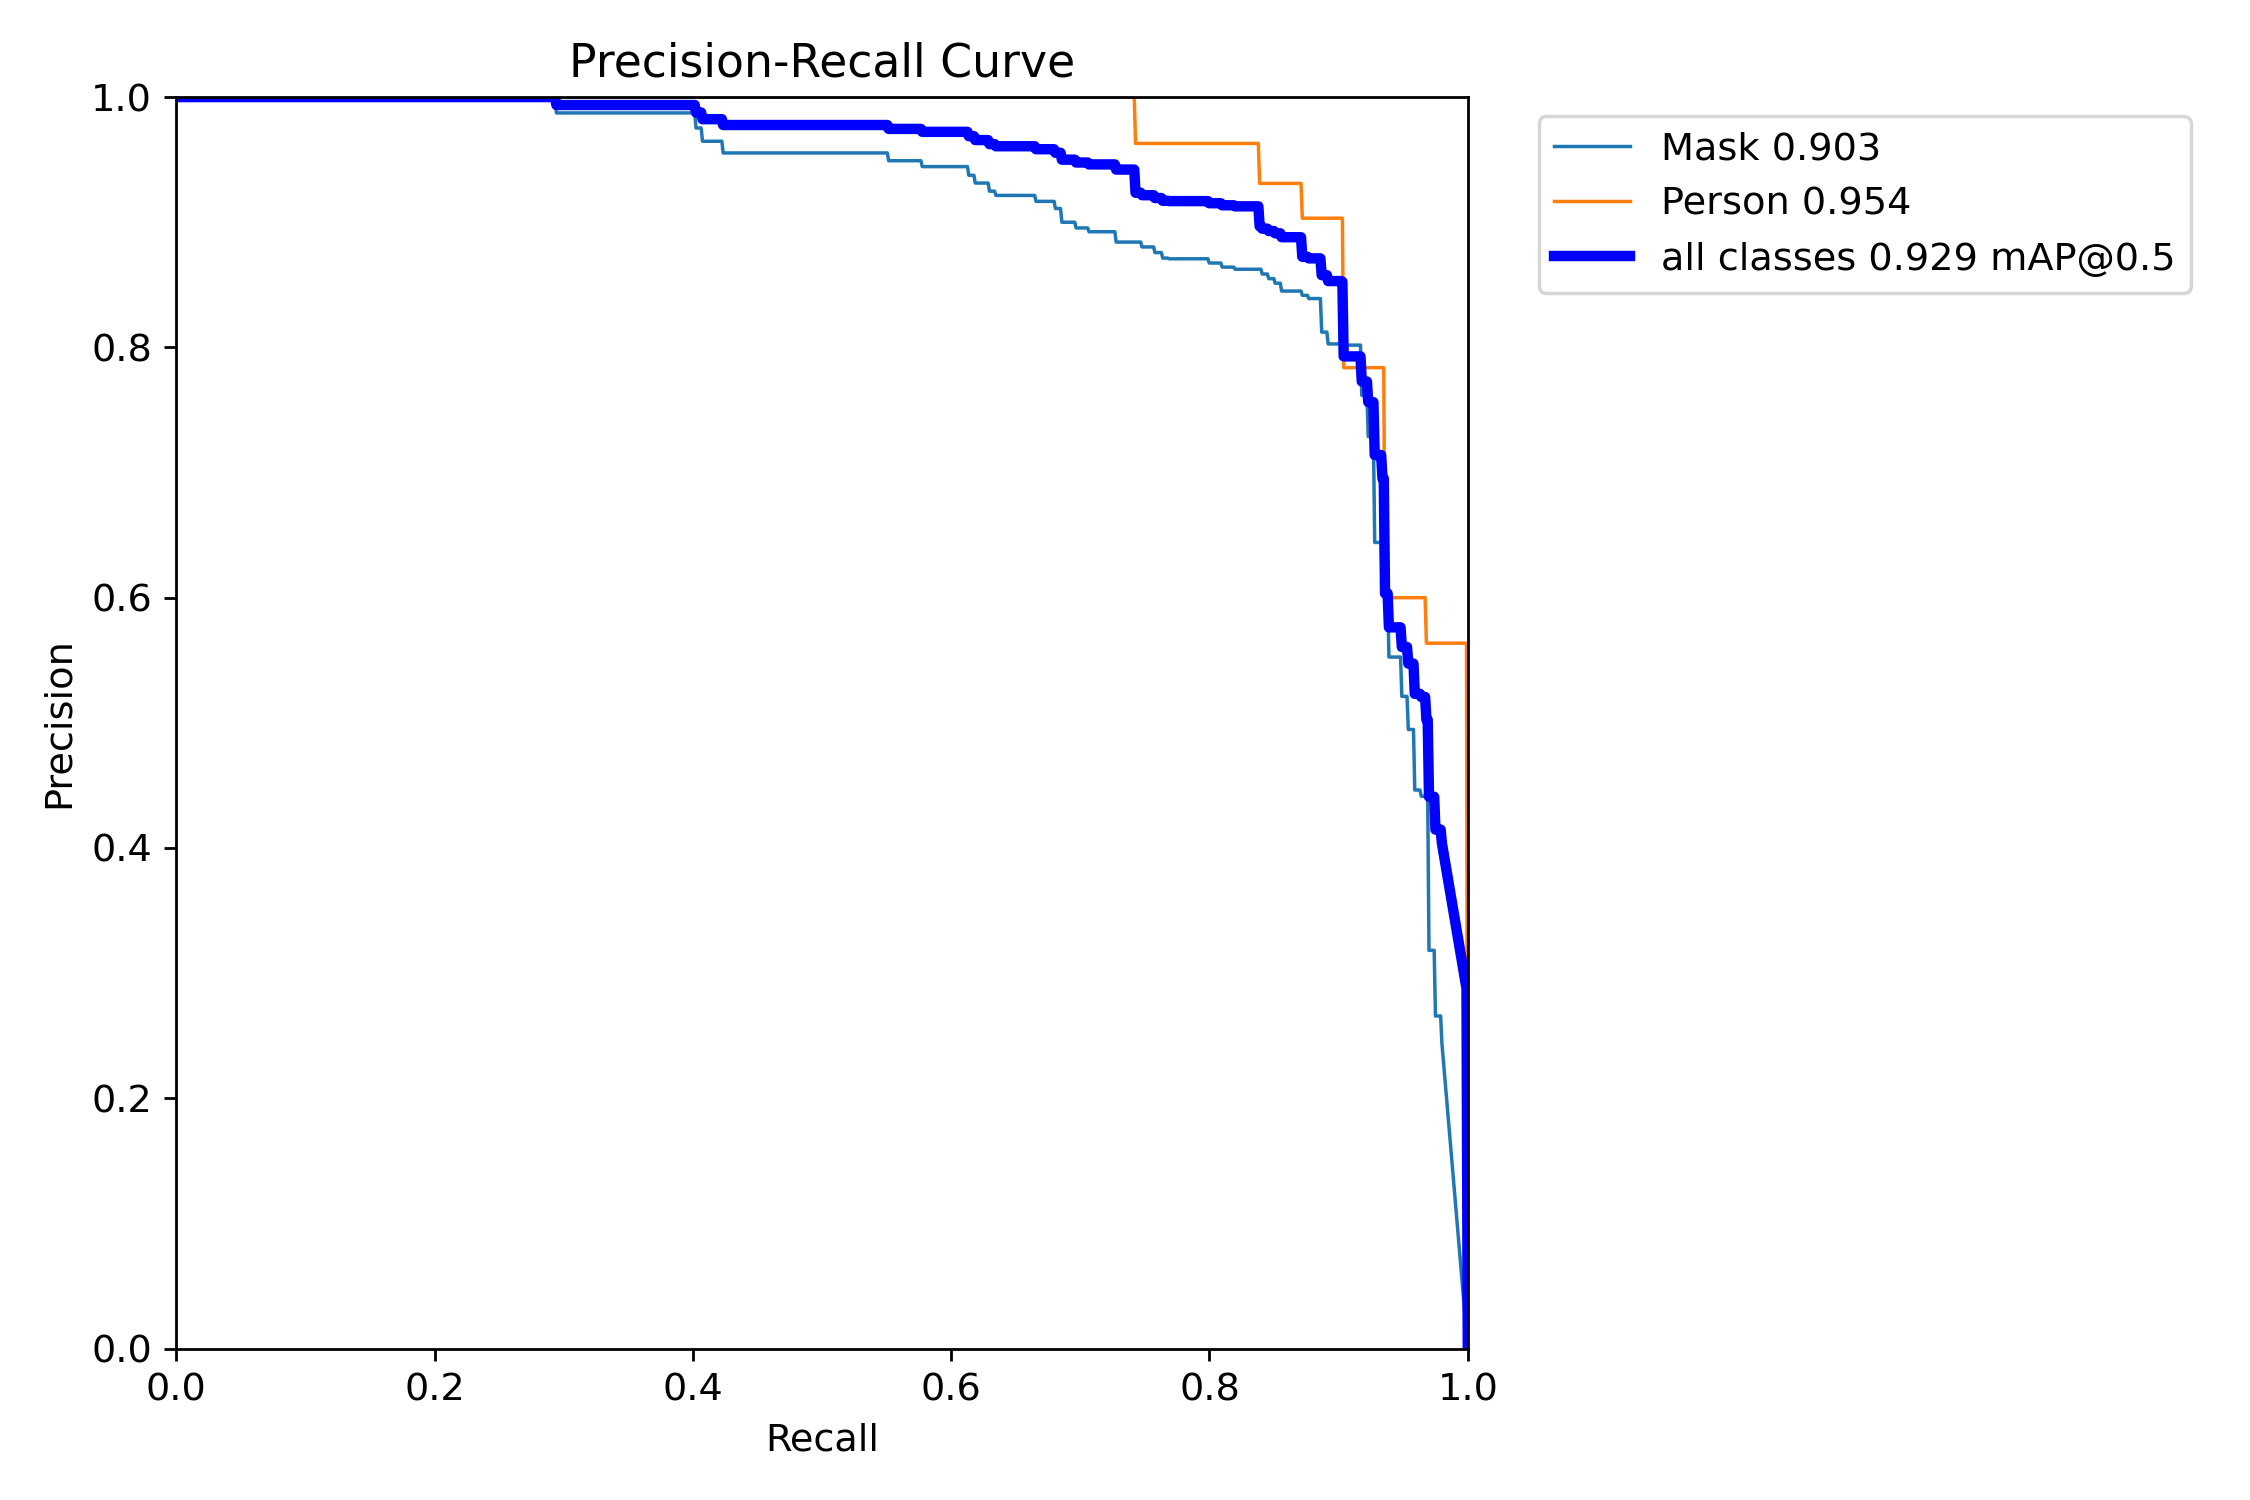 Precision-Recall Curve
1.0
0.8
0.6
0.4
0.2
0.0
Precision
0.0 0.2 0.4 0.6 0.8 1.0
Recall
Mask 0.903
Person 0.954
all classes 0.929 mAP@0.5